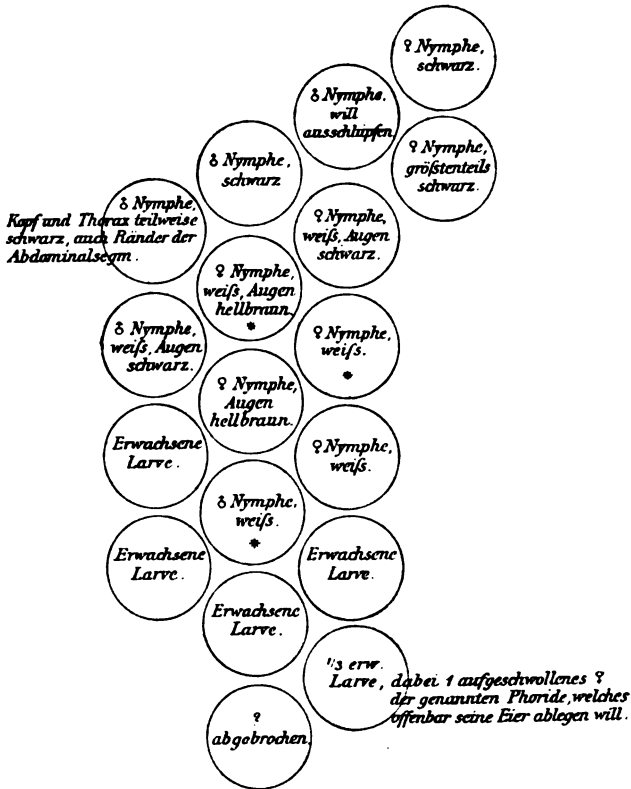 ♀ Nymphe,
schwarz.
♂ Nymphe.
will
ausschlüpfen.
♀ Nymphe,
größtenteils
schwarz.
♂ Nymphe,
schwarz
♂ Nymphe,
Kopf und Thorax teilweise
schwarz, auch Ränder der
Abdominalsegm.
♀ Nymphe,
weiß, Augen
schwarz.
♀ Nymphe,
weiß, Augen
hellbraun.
*
♂ Nymphe,
weiß, Augen
schwarz.
♀ Nymphe,
weiß.
*
♀ Nymphe,
Augen
hellbraun.
Erwachsene
Larve.
♀ Nymphe,
weiß.
♂ Nymphe,
weiß.
*
Erwachsene
Larve.
Erwachsene
Larve.
Erwachsene
Larve.
1/3 erw.
Larve, dabei 1 aufgeschwollenes ♀
der genannten Phoride, welches
offenbar seine Eier ablegen will.
?
abgebrochen.